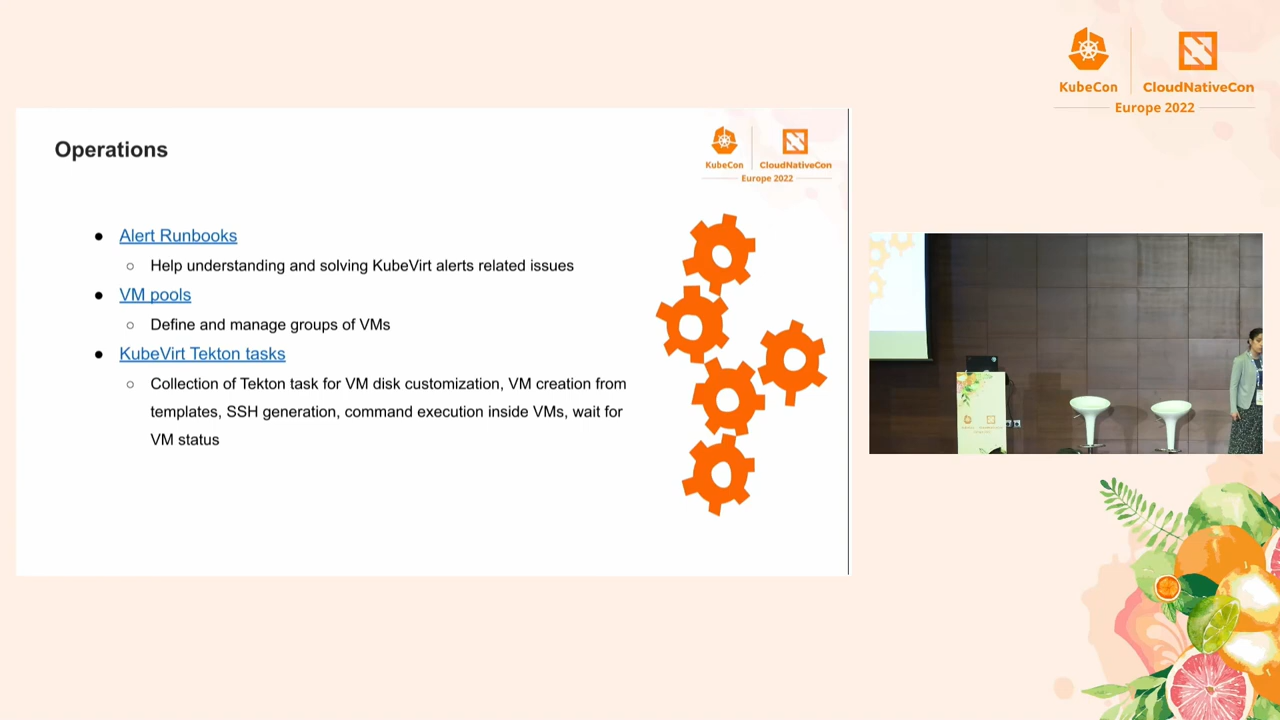 KubeCon
CloudNativeCon
Europe 2022
Operations
KubeCon
CloudNativeCon
Europe 2022
● Alert Runbooks
○ Help understanding and solving KubeVirt alerts related issues
● VM pools
○ Define and manage groups of VMs
● KubeVirt Tekton tasks
○ Collection of Tekton task for VM disk customization, VM creation from
templates, SSH generation, command execution inside VMs, wait for
VM status